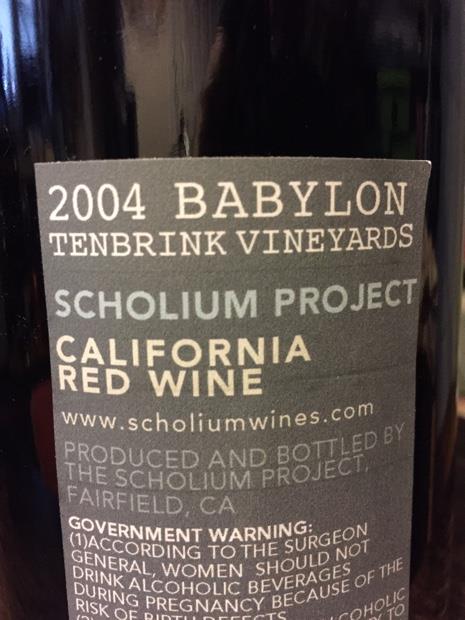 2004 BABYLON
TENBRINK VINEYARDS
SCHOLIUM PROJECT
CALIFORNIA
RED WINE
www.scholiumwines.com
PRODUCED AND BOTTLED BY
THE SCHOLIUM PROJECT,
FAIRFIELD, CA
GOVERNMENT WARNING:
(1)ACCORDING TO THE SURGEON
GENERAL, WOMEN SHOULD NOT
DRINK ALCOHOLIC BEVERAGES
DURING PREGNANCY BECAUSE OF THE
RISK OF BIRTH DEFECTS.
ALCOHOLIC
TO